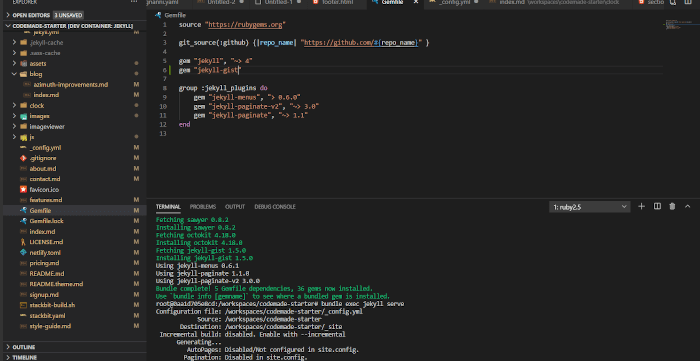 EXPLORER
OPEN EDITORS 3 UNSAVED
CODEMADE-STARTER [DEV CONTAINER: JEKYLL]
jekyll.yml M
.jekyll-cache
.sass-cache
assets
blog
azimuth-improvements.md M
index.md M
clock
images
imageviewer
js
_config.yml M
.gitignore M
about.md M
contact.md M
favicon.ico
features.md M
Gemfile M
Gemfile.lock M
index.md M
LICENSE.md M
netlify.toml M
pricing.md M
README.md M
README.theme.md M
signup.md M
stackbit-build.sh M
stackbit.yaml M
style-guide.md M
OUTLINE
TIMELINE
Untitled-2
Untitled-1
footer.html
Gemfile
_config.yml
index.md
Gemfile
1 source "https://rubygems.org"
2
3 git_source(:github) {|repo_name| "https://github.com/#{repo_name}" }
4
5 gem "jekyll", "~> 4"
6 gem "jekyll-gist"
7
8 group :jekyll_plugins do
9 gem "jekyll-menus", "> 0.6.0"
10 gem "jekyll-paginate-v2", "~> 3.0"
11 gem "jekyll-paginate", "~> 1.1"
12 end
13
TERMINAL PROBLEMS OUTPUT DEBUG CONSOLE
1: ruby2.5
Fetching sawyer 0.8.2
Installing sawyer 0.8.2
Fetching octokit 4.18.0
Installing octokit 4.18.0
Fetching jekyll-gist 1.5.0
Installing jekyll-gist 1.5.0
Using jekyll-menus 0.6.1
Using jekyll-paginate 1.1.0
Using jekyll-paginate-v2 3.0.0
Bundle complete! 5 Gemfile dependencies, 36 gems now installed.
Use `bundle info [gemname]` to see where a bundled gem is installed.
root@0aa1d705e8cd:/workspaces/codemade-starter# bundle exec jekyll serve
Configuration file: /workspaces/codemade-starter/_config.yml
Source: /workspaces/codemade-starter
Destination: /workspaces/codemade-starter/_site
Incremental build: disabled. Enable with --incremental
Generating...
AutoPages: Disabled/Not configured in site.config.
Pagination: Disabled in site.config.